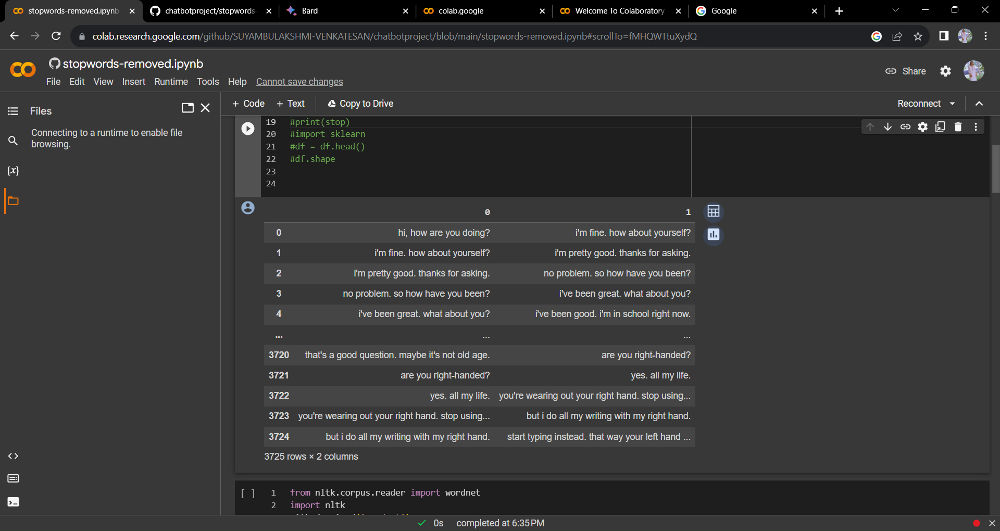 stopwords-removed.ipynb
chatbotproject/stopwords-
Bard
colab.google
Welcome To Colaboratory
Google
colab.research.google.com/github/SUYAMBULAKSHMI-VENKATESAN/chatbotproject/blob/main/stopwords-removed.ipynb#scrollTo=fMHQWTtuXydQ
stopwords-removed.ipynb
File Edit View Insert Runtime Tools Help Cannot save changes
Share
Files
Connecting to a runtime to enable file
browsing.
+ Code + Text Copy to Drive
Reconnect
19 #print(stop)
20 #import sklearn
21 #df = df.head()
22 #df.shape
23
24
0 1
0 hi, how are you doing? i'm fine. how about yourself?
1 i'm fine. how about yourself? i'm pretty good. thanks for asking.
2 i'm pretty good. thanks for asking. no problem. so how have you been?
3 no problem. so how have you been? i've been great. what about you?
4 i've been great. what about you? i've been good. i'm in school right now.
... ... ...
3720 that's a good question. maybe it's not old age. are you right-handed?
3721 are you right-handed? yes. all my life.
3722 yes. all my life. you're wearing out your right hand. stop using...
3723 you're wearing out your right hand. stop using... but i do all my writing with my right hand.
3724 but i do all my writing with my right hand. start typing instead. that way your left hand ...
3725 rows × 2 columns
[ ] 1 from nltk.corpus.reader import wordnet
2 import nltk
0s completed at 6:35 PM